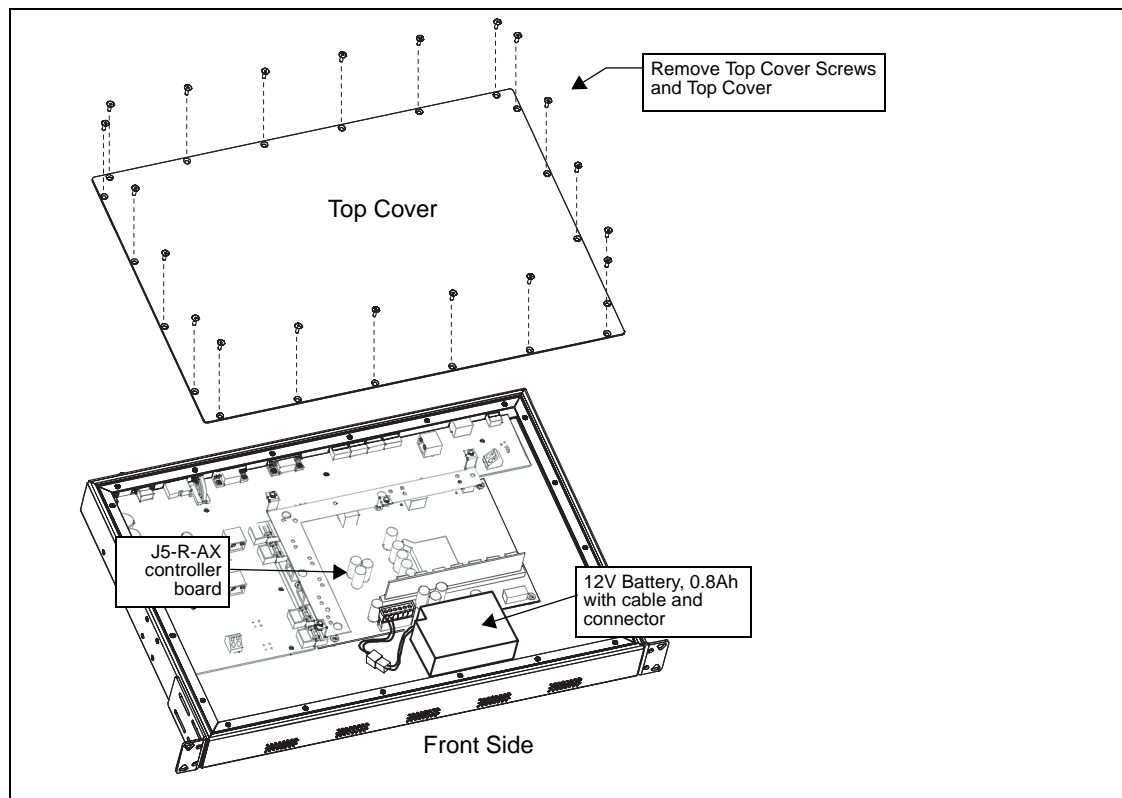 Remove Top Cover Screws
and Top Cover
Top Cover
J5-R-AX
controller
board
12V Battery, 0.8Ah
with cable and
connector
Front Side